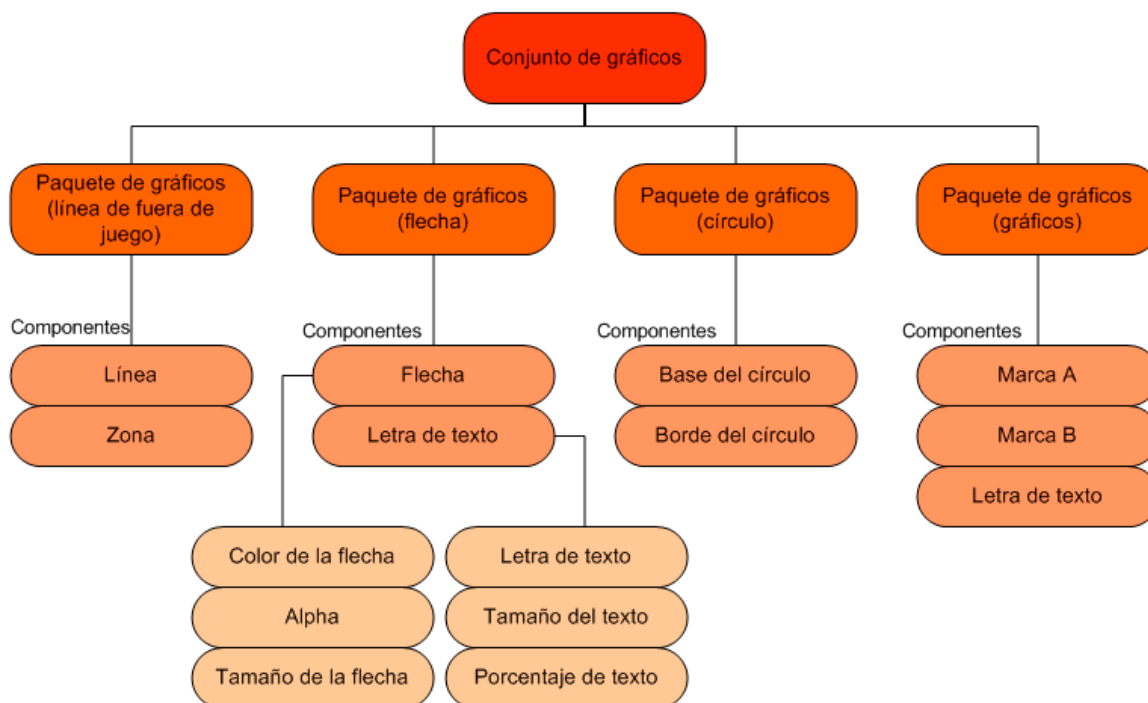 Conjunto de gráficos
Paquete de gráficos
(línea de fuera de
juego)
Paquete de gráficos
(flecha)
Paquete de gráficos
(círculo)
Paquete de gráficos
(gráficos)
Componentes
Línea
Zona
Componentes
Flecha
Letra de texto
Componentes
Base del círculo
Borde del círculo
Componentes
Marca A
Marca B
Letra de texto
Color de la flecha
Alpha
Tamaño de la flecha
Letra de texto
Tamaño del texto
Porcentaje de texto